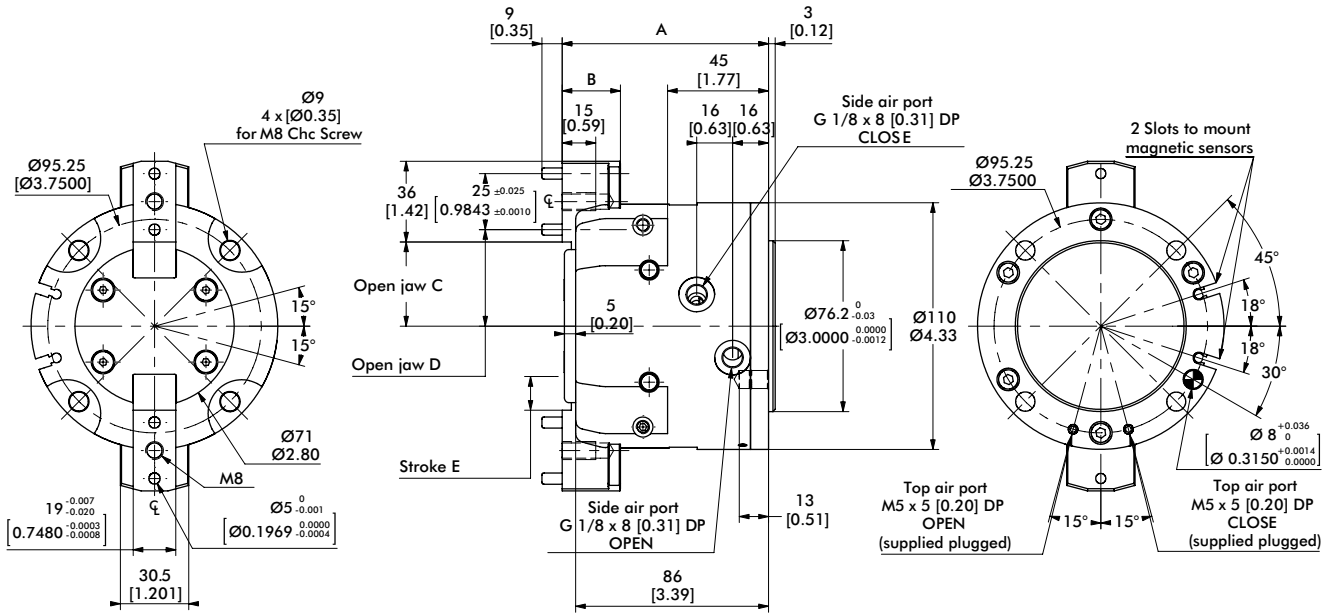 9
[0.35]
A
3
[0.12]
Ø9
4 x [Ø0.35]
for M8 Chc Screw
B
45
[1.77]
15
[0.59]
16
[0.63]
16
[0.63]
Side air port
G 1/8 x 8 [0.31] DP
CLOSE
2 Slots to mount
magnetic sensors
Ø95.25
[Ø3.7500]
36
[1.42]
25 ±0.025
[0.9843 ±0.0010]
℄
Ø95.25
Ø3.7500
45°
15°
15°
Open jaw C
5
[0.20]
Ø76.2 0 -0.03
[Ø3.0000 0.0000 -0.0012]
Ø110
Ø4.33
18°
18°
30°
Open jaw D
Ø71
Ø2.80
M8
Stroke E
Ø 8 +0.036 0
[Ø 0.3150 +0.0014 0.0000]
19 -0.007 -0.020
[0.7480 -0.0003 -0.0008]
℄
Ø5 0 -0.001
[Ø0.1969 0.0000 -0.0004]
Side air port
G 1/8 x 8 [0.31] DP
OPEN
13
[0.51]
Top air port
M5 x 5 [0.20] DP
OPEN
(supplied plugged)
15°
15°
Top air port
M5 x 5 [0.20] DP
CLOSE
(supplied plugged)
30.5
[1.201]
86
[3.39]